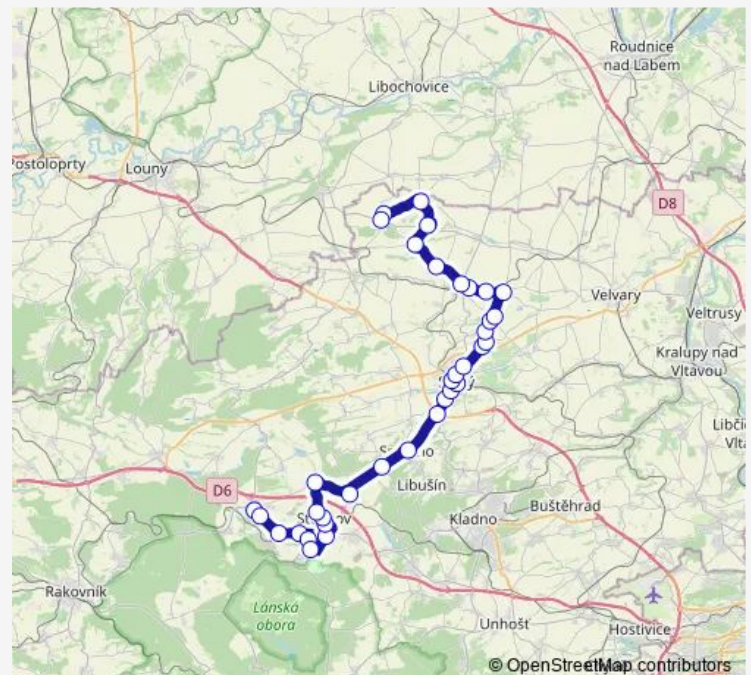 Roudnice
nad Labem
Libochovice
Postoloprty
Louny
D8
Velvary
Veltrusy
Kralupy nad
Vltavou
D6
Libušín
Kladno
Buštěhrad
Rakovník
Lánská
obora
Unhošt
Hostivice
© OpenStreetMap contributors